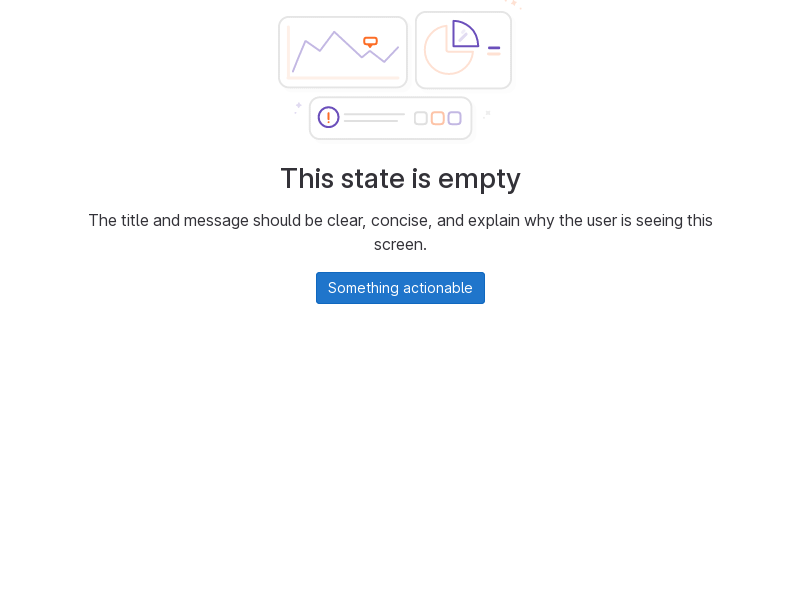 This state is empty
The title and message should be clear, concise, and explain why the user is seeing this
screen.
Something actionable